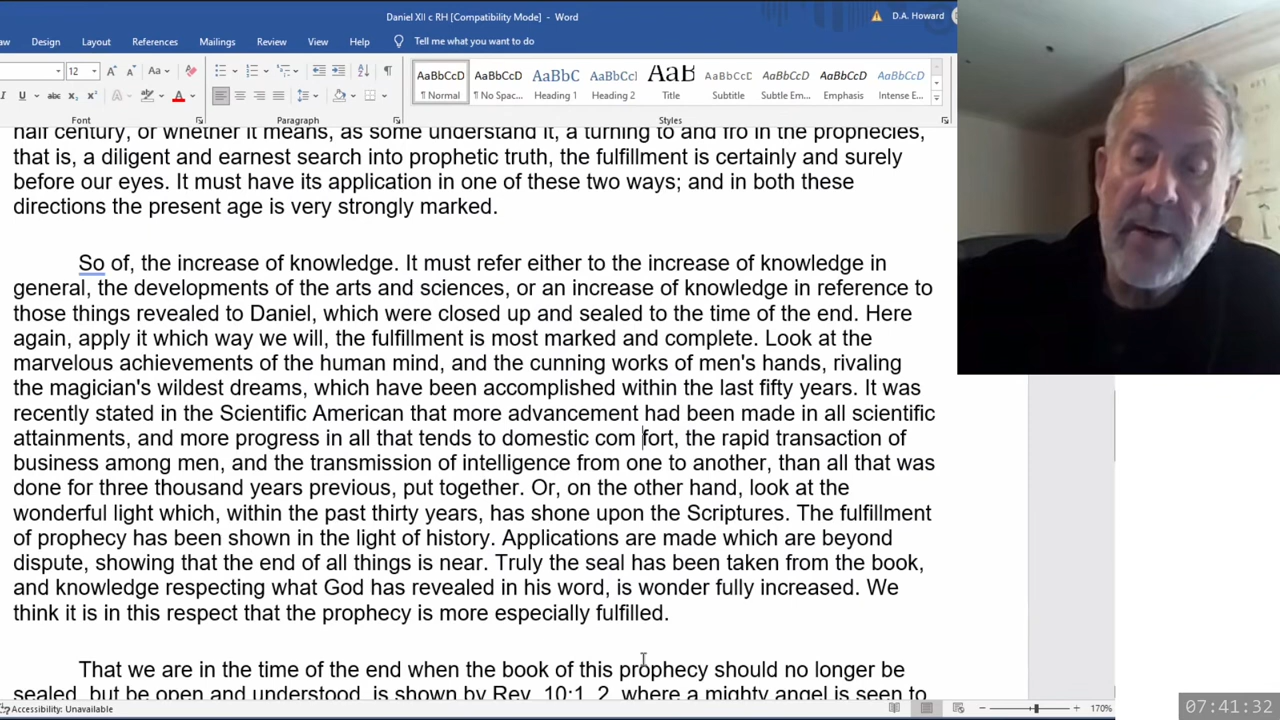 Daniel XII c RH [Compatibility Mode] - Word
D.A. Howard
Design Layout References Mailings Review View Help Tell me what you want to do
12
Aa
AaBbCcD AaBbCcD AaBbC AaBbCcI AaB AaBbCcD AaBbCcD AaBbCcD AaBbCcD
¶ Normal ¶ No Spac... Heading 1 Heading 2 Title Subtitle Subtle Em... Emphasis Intense E...
Font Paragraph Styles
half century, or whether it means, as some understand it, a turning to and fro in the prophecies,
that is, a diligent and earnest search into prophetic truth, the fulfillment is certainly and surely
before our eyes. It must have its application in one of these two ways; and in both these
directions the present age is very strongly marked.
So of, the increase of knowledge. It must refer either to the increase of knowledge in
general, the developments of the arts and sciences, or an increase of knowledge in reference to
those things revealed to Daniel, which were closed up and sealed to the time of the end. Here
again, apply it which way we will, the fulfillment is most marked and complete. Look at the
marvelous achievements of the human mind, and the cunning works of men's hands, rivaling
the magician's wildest dreams, which have been accomplished within the last fifty years. It was
recently stated in the Scientific American that more advancement had been made in all scientific
attainments, and more progress in all that tends to domestic com fort, the rapid transaction of
business among men, and the transmission of intelligence from one to another, than all that was
done for three thousand years previous, put together. Or, on the other hand, look at the
wonderful light which, within the past thirty years, has shone upon the Scriptures. The fulfillment
of prophecy has been shown in the light of history. Applications are made which are beyond
dispute, showing that the end of all things is near. Truly the seal has been taken from the book,
and knowledge respecting what God has revealed in his word, is wonder fully increased. We
think it is in this respect that the prophecy is more especially fulfilled.
That we are in the time of the end when the book of this prophecy should no longer be
sealed, but be open and understood, is shown by Rev. 10:1, 2, where a mighty angel is seen to
Accessibility: Unavailable
170%
07:41:32